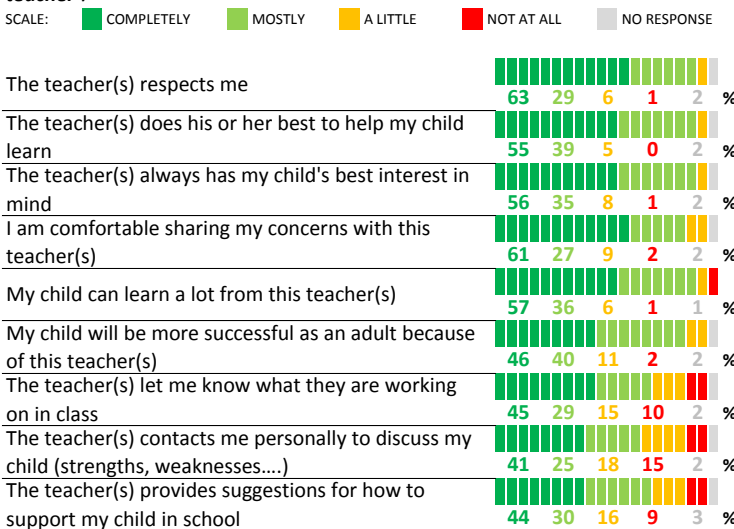 SCALE: COMPLETELY MOSTLY A LITTLE NOT AT ALL NO RESPONSE
The teacher(s) respects me
63 29 6 1 2 %
The teacher(s) does his or her best to help my child
learn
55 39 5 0 2 %
The teacher(s) always has my child's best interest in
mind
56 35 8 1 2 %
I am comfortable sharing my concerns with this
teacher(s)
61 27 9 2 2 %
My child can learn a lot from this teacher(s)
57 36 6 1 1 %
My child will be more successful as an adult because
of this teacher(s)
46 40 11 2 2 %
The teacher(s) let me know what they are working
on in class
45 29 15 10 2 %
The teacher(s) contacts me personally to discuss my
child (strengths, weaknesses....)
41 25 18 15 2 %
The teacher(s) provides suggestions for how to
support my child in school
44 30 16 9 3 %